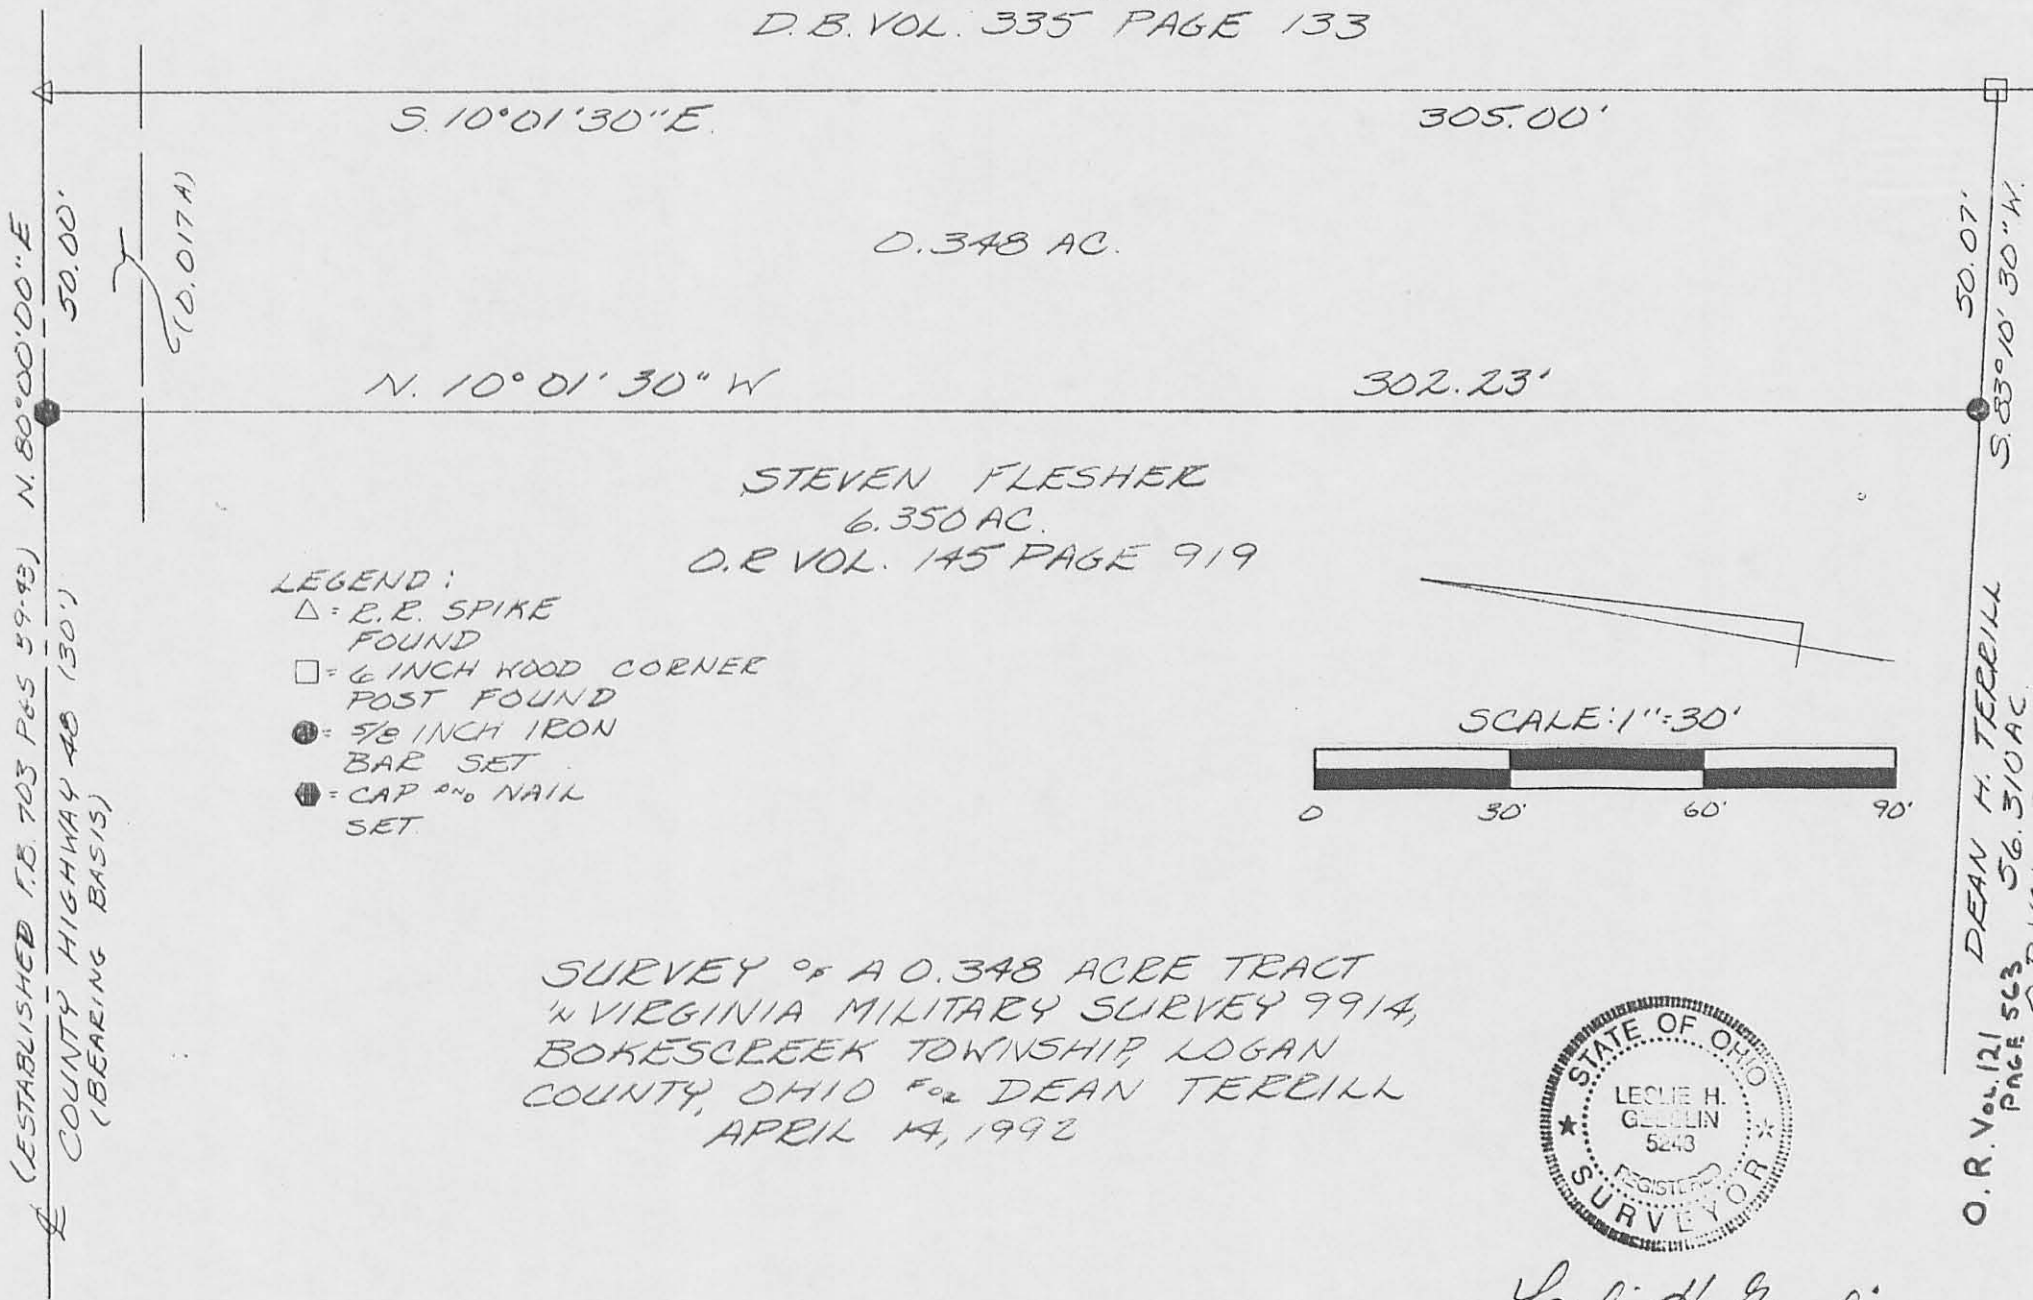 D.B. VOL. 335 PAGE 133
S. 10°01'30"E.
305.00'
50.00'
(0.017A)
0.348 AC.
50.07'
S. 83°10'30"W.
N. 10°01'30"W
302.23'
N. 80°00'00"E
(ESTABLISHED F.B. 703 PGS 39-43)
COUNTY HIGHWAY 48 (30')
(BEARING BASIS)
STEVEN FLESHER
6.350 AC.
O.R VOL. 145 PAGE 919
LEGEND:
△ = R.R. SPIKE
FOUND
□ = 6 INCH WOOD CORNER
POST FOUND
● = 5/8 INCH IRON
BAR SET
⬢ = CAP AND NAIL
SET.
SCALE: 1"=30'
0 30' 60' 90'
DEAN H. TERRILL
56.310 AC.
O.R. VOL. 121
PAGE 563
SURVEY OF A 0.348 ACRE TRACT
IN VIRGINIA MILITARY SURVEY 9914,
BOKESCREEK TOWNSHIP, LOGAN
COUNTY, OHIO FOR DEAN TERRILL
APRIL 14, 1992
STATE OF OHIO
LESLIE H.
5243
REGISTERED
SURVEYOR